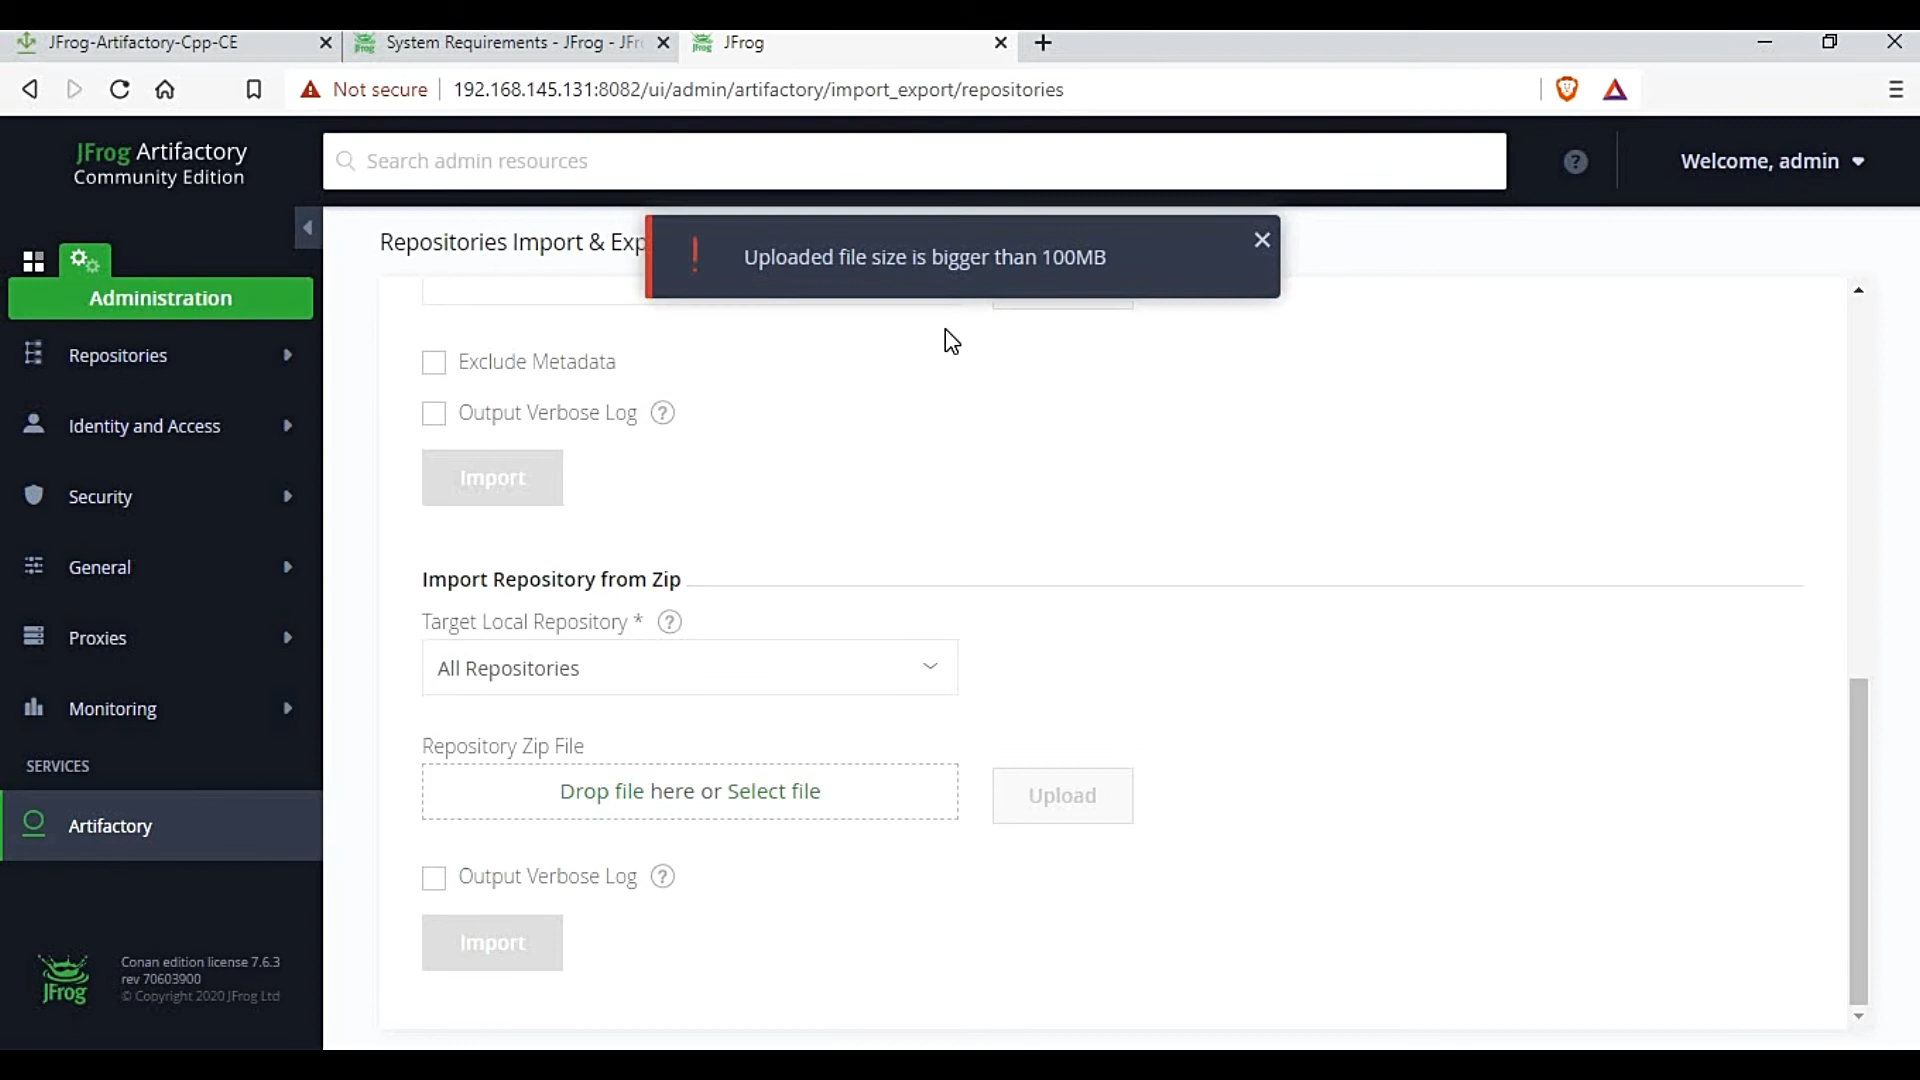 JFrog-Artifactory-Cpp-CE
System Requirements - JFrog - JFr
JFrog
Not secure
192.168.145.131:8082/ui/admin/artifactory/import_export/repositories
JFrog Artifactory
Community Edition
Search admin resources
Welcome, admin
Repositories Import & Exp
Uploaded file size is bigger than 100MB
Administration
Repositories
Identity and Access
Security
General
Proxies
Monitoring
SERVICES
Artifactory
JFrog
Conan edition license 7.6.3
rev 70603900
© Copyright 2020 JFrog Ltd
Exclude Metadata
Output Verbose Log
Import
Import Repository from Zip
Target Local Repository *
All Repositories
Repository Zip File
Drop file here or Select file
Upload
Output Verbose Log
Import